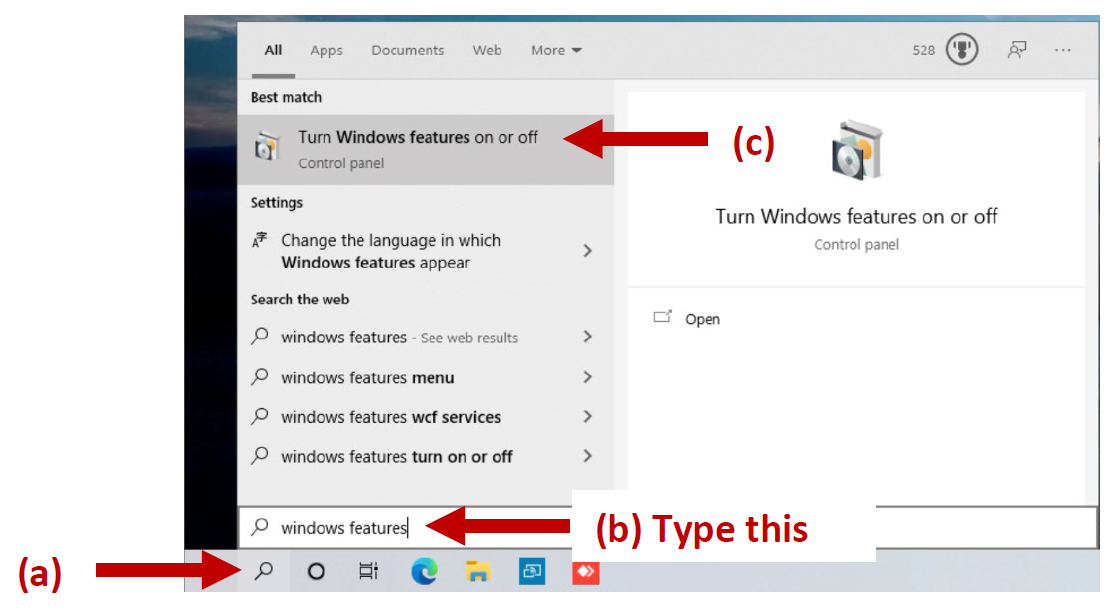 All Apps Documents Web More 528 ...
Best match
Turn Windows features on or off
Control panel
(c)
Settings
Change the language in which
Windows features appear
Search the web
windows features - See web results
windows features menu
windows features wcf services
windows features turn on or off
Turn Windows features on or off
Control panel
Open
windows features
(b) Type this
(a)